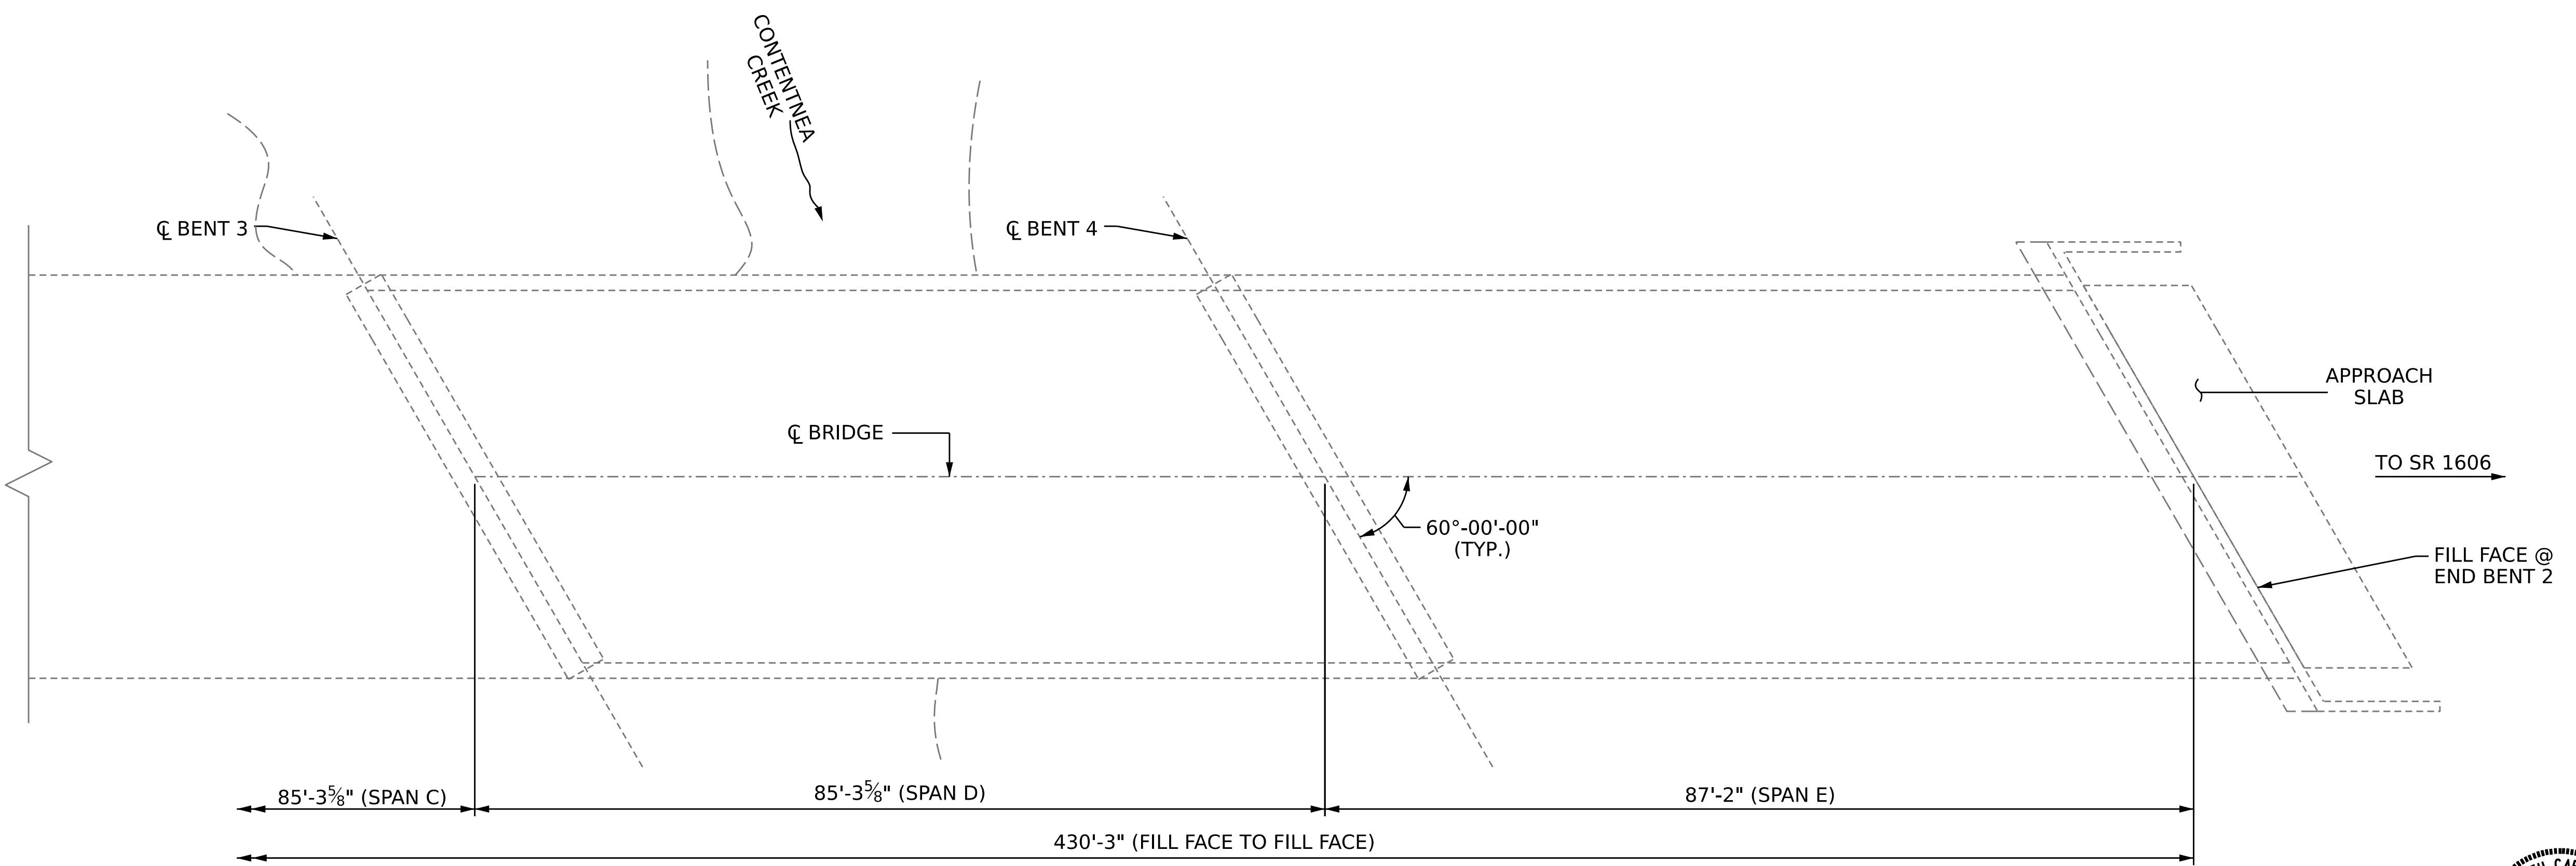 CONTENTNEA
CREEK
℄ BENT 3
℄ BENT 4
APPROACH
SLAB
℄ BRIDGE
TO SR 1606
60°-00'-00"
(TYP.)
FILL FACE @
END BENT 2
85'-3⅝" (SPAN C)
85'-3⅝" (SPAN D)
87'-2" (SPAN E)
430'-3" (FILL FACE TO FILL FACE)